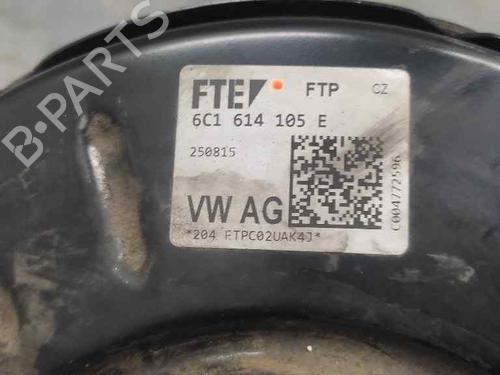 FTE FTP CZ
6C1 614 105 E
250815
VW AG
C004772596
*204 FTPC02UAK4J*
B-PARTS